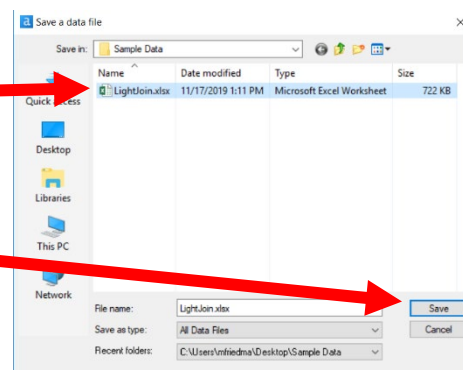 a Save a data file
Save in: Sample Data
Name Date modified Type Size
LightJoin.xlsx 11/17/2019 1:11 PM Microsoft Excel Worksheet 722 KB
Quick access
Desktop
Libraries
This PC
Network
File name: LightJoin.xlsx Save
Save as type: All Data Files Cancel
Recent folders: C:\Users\mfriedma\Desktop\Sample Data